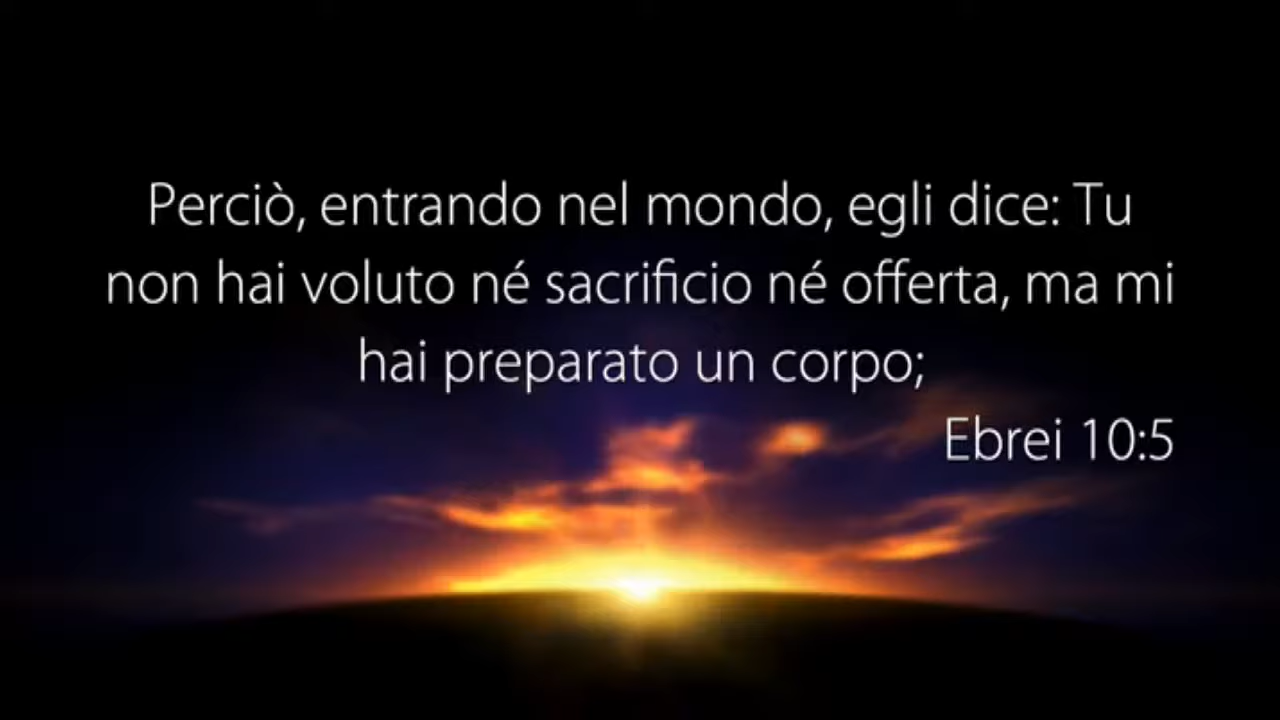 Perciò, entrando nel mondo, egli dice: Tu
non hai voluto né sacrificio né offerta, ma mi
hai preparato un corpo;
Ebrei 10:5